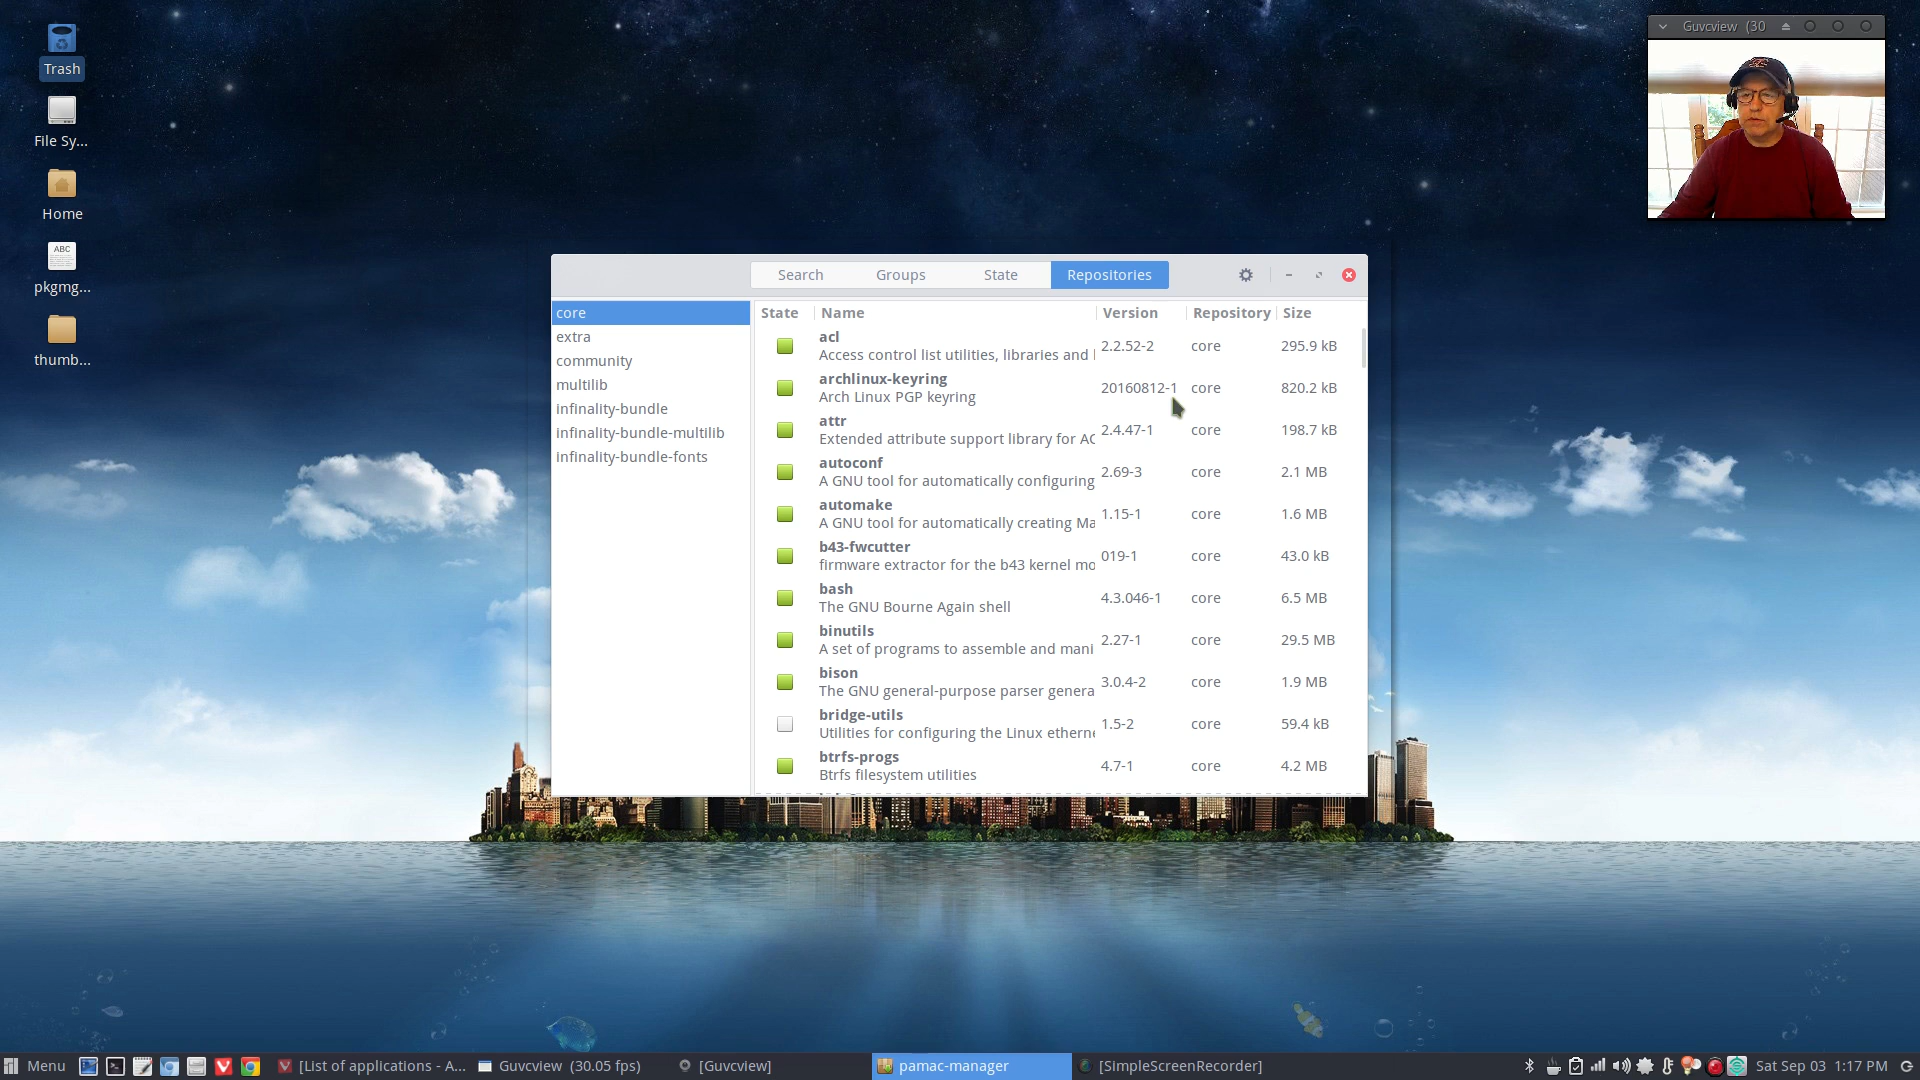 Trash
File Sy...
Home
ABC
pkgmg...
thumb...
Guvcview (30
Search Groups State Repositories
core
extra
community
multilib
infinality-bundle
infinality-bundle-multilib
infinality-bundle-fonts
State Name Version Repository Size
acl
Access control list utilities, libraries and
2.2.52-2 core 295.9 kB
archlinux-keyring
Arch Linux PGP keyring
20160812-1 core 820.2 kB
attr
Extended attribute support library for AC
2.4.47-1 core 198.7 kB
autoconf
A GNU tool for automatically configuring
2.69-3 core 2.1 MB
automake
A GNU tool for automatically creating Ma
1.15-1 core 1.6 MB
b43-fwcutter
firmware extractor for the b43 kernel mo
019-1 core 43.0 kB
bash
The GNU Bourne Again shell
4.3.046-1 core 6.5 MB
binutils
A set of programs to assemble and mani
2.27-1 core 29.5 MB
bison
The GNU general-purpose parser genera
3.0.4-2 core 1.9 MB
bridge-utils
Utilities for configuring the Linux etherne
1.5-2 core 59.4 kB
btrfs-progs
Btrfs filesystem utilities
4.7-1 core 4.2 MB
Menu [List of applications - A... Guvcview (30.05 fps) [Guvcview] pamac-manager [SimpleScreenRecorder] Sat Sep 03 1:17 PM